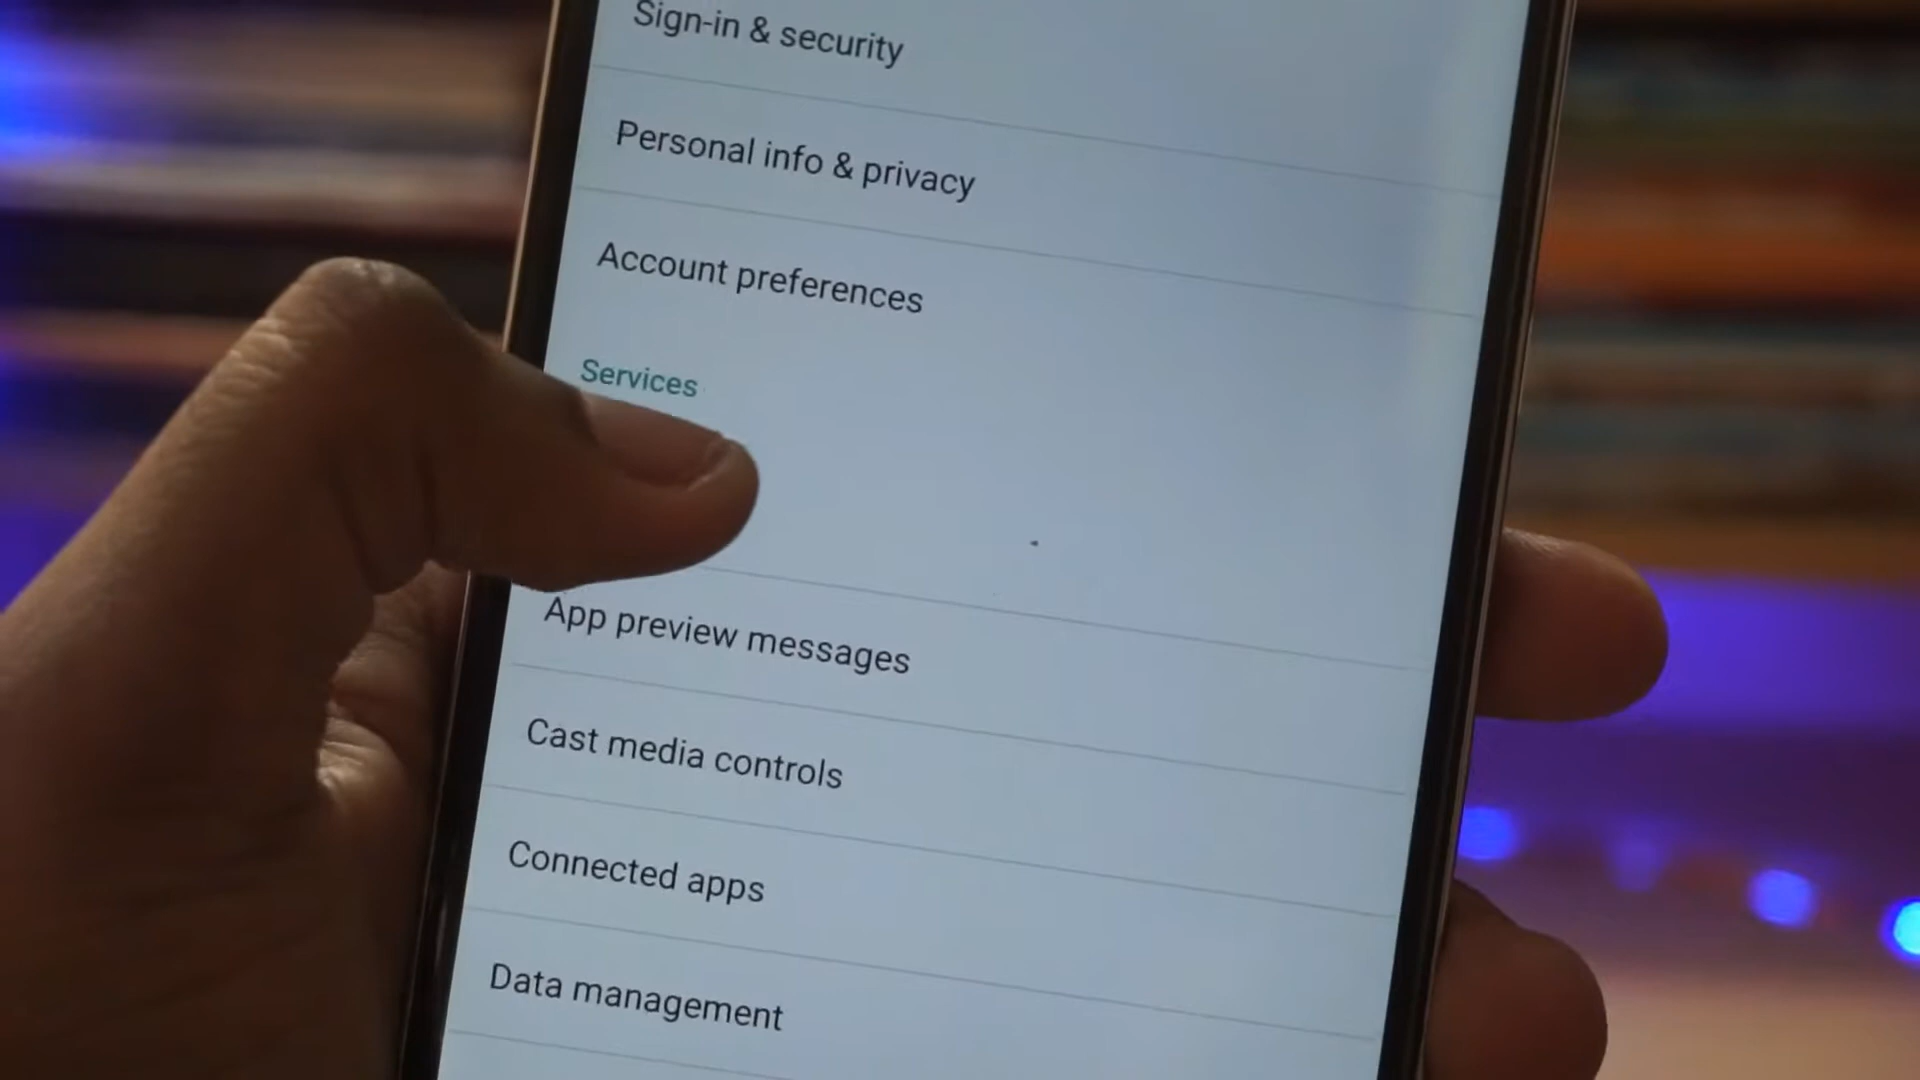 Sign-in & security
Personal info & privacy
Account preferences
Services
App preview messages
Cast media controls
Connected apps
Data management